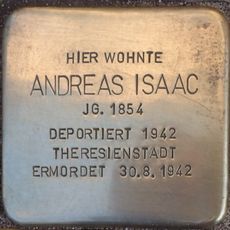 HIER WOHNTE
ANDREAS ISAAC
JG. 1854
DEPORTIERT 1942
THERESIENSTADT
ERMORDET 30.8.1942